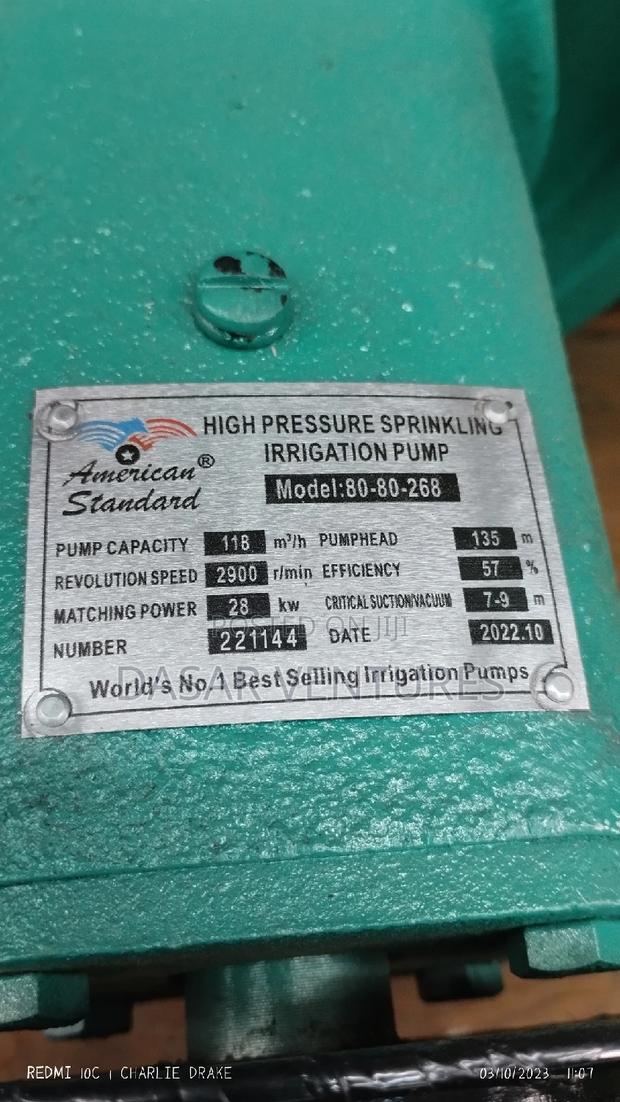 American®
Standard
HIGH PRESSURE SPRINKLING
IRRIGATION PUMP
Model:80-80-268
PUMP CAPACITY 118 m³/h PUMPHEAD 135 m
REVOLUTION SPEED 2900 r/min EFFICIENCY 57 %
MATCHING POWER 28 kw CRITICAL SUCTION/VACUUM 7-9 m
NUMBER 221144 DATE 2022.10
World's No.1 Best Selling Irrigation Pumps
POSTED ON JIJI
DASAR VENTURES
REDMI 10C | CHARLIE DRAKE
03/10/2023 11:07